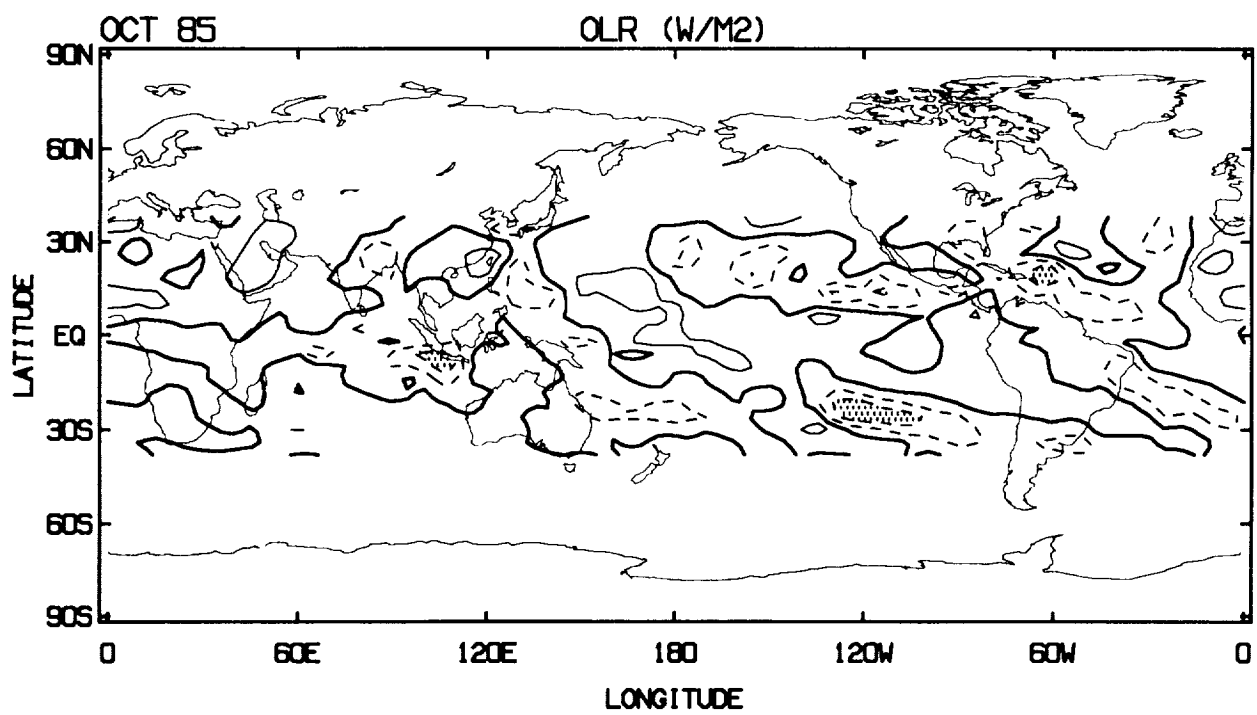 OCT 85 OLR (W/M2)
90N
60N
30N
EQ
30S
60S
90S
LATITUDE
0 60E 120E 180 120W 60W 0
LONGITUDE